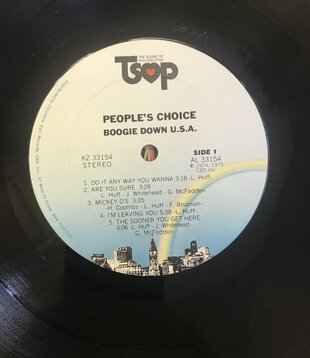 THE SOUND OF
PHILADELPHIA
TSOP
PEOPLE'S CHOICE
BOOGIE DOWN U.S.A.
KZ 33154
STEREO
SIDE 1
AL 33154
℗ 1974, 1975
CBS Inc
1. DO IT ANY WAY YOU WANNA 3:18 -L. Huff-
2. ARE YOU SURE 3:28
-L. Huff - J. Whitehead - G. McFadden
3. MICKEY D'S 3:35
-H. Coombs - L. Huff - F. Brunson-
4. I'M LEAVING YOU 5:38 -L. Huff-
5. THE SOONER YOU GET HERE
4:06 -L. Huff - J. Whitehead -
G. McFadden-